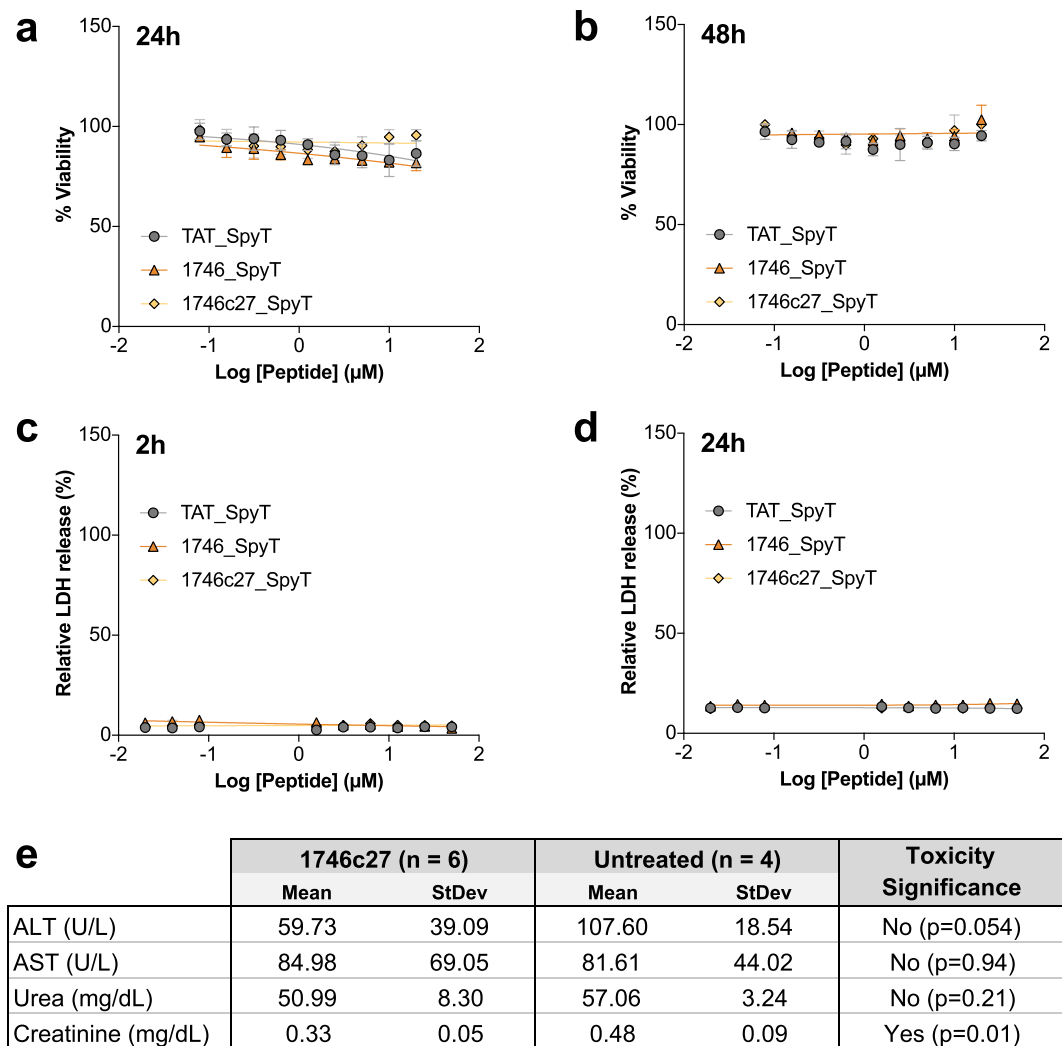 a
24h
150
100
50
0
% Viability
TAT_SpyT
1746_SpyT
1746c27_SpyT
-2 -1 0 1 2
Log [Peptide] (µM)
b
48h
150
100
50
0
% Viability
TAT_SpyT
1746_SpyT
1746c27_SpyT
-2 -1 0 1 2
Log [Peptide] (µM)
c
2h
150
100
50
0
Relative LDH release (%)
TAT_SpyT
1746_SpyT
1746c27_SpyT
-2 -1 0 1 2
Log [Peptide] (µM)
d
24h
150
100
50
0
Relative LDH release (%)
TAT_SpyT
1746_SpyT
1746c27_SpyT
-2 -1 0 1 2
Log [Peptide] (µM)
e
1746c27 (n = 6) Untreated (n = 4) Toxicity Significance
Mean StDev Mean StDev
ALT (U/L) 59.73 39.09 107.60 18.54 No (p=0.054)
AST (U/L) 84.98 69.05 81.61 44.02 No (p=0.94)
Urea (mg/dL) 50.99 8.30 57.06 3.24 No (p=0.21)
Creatinine (mg/dL) 0.33 0.05 0.48 0.09 Yes (p=0.01)